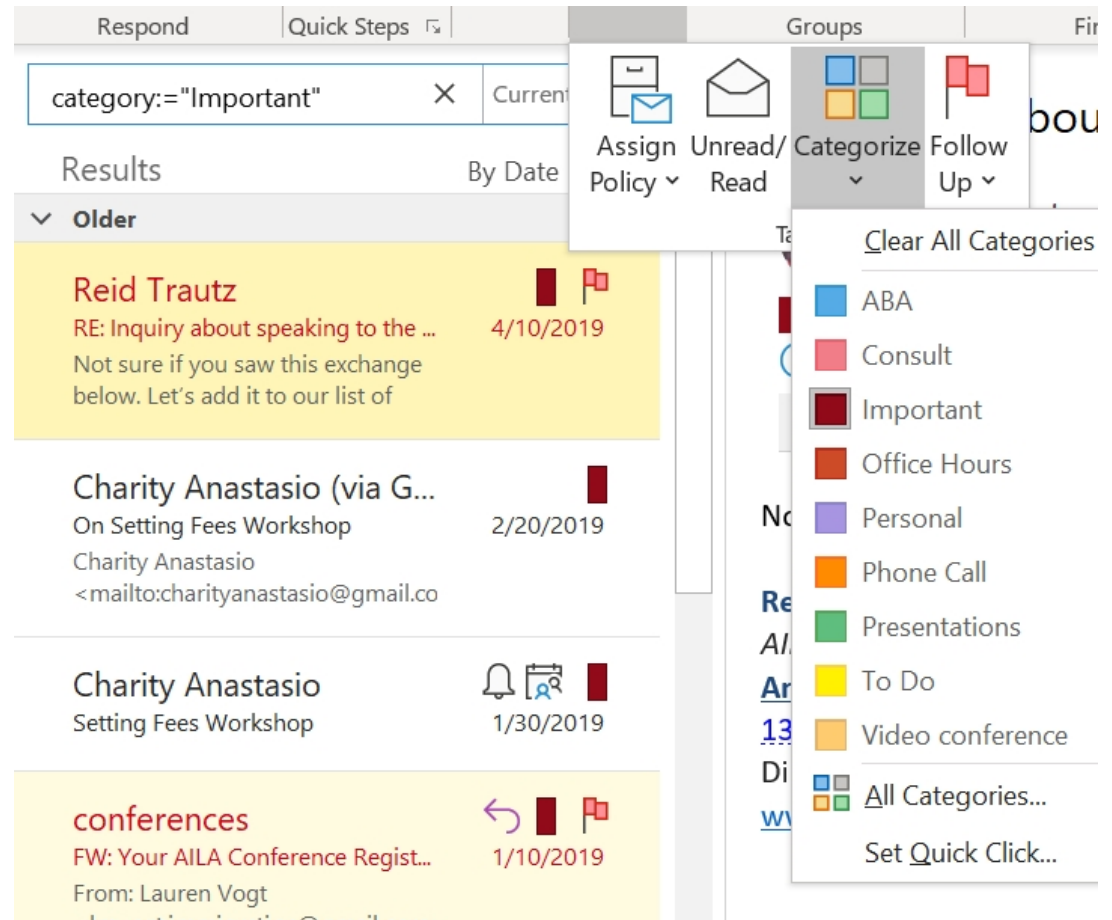 Respond
Quick Steps
Groups
category:="Important"
Results
By Date
Older
Reid Trautz
RE: Inquiry about speaking to the ...
4/10/2019
Not sure if you saw this exchange
below. Let's add it to our list of
Charity Anastasio (via G...
On Setting Fees Workshop
2/20/2019
Charity Anastasio
<mailto:charityanastasio@gmail.co
Charity Anastasio
Setting Fees Workshop
1/30/2019
conferences
FW: Your AILA Conference Regist...
1/10/2019
From: Lauren Vogt
Assign
Policy
Unread/
Read
Categorize
Follow
Up
Clear All Categories
ABA
Consult
Important
Office Hours
Personal
Phone Call
Presentations
To Do
Video conference
All Categories...
Set Quick Click...
13
Di